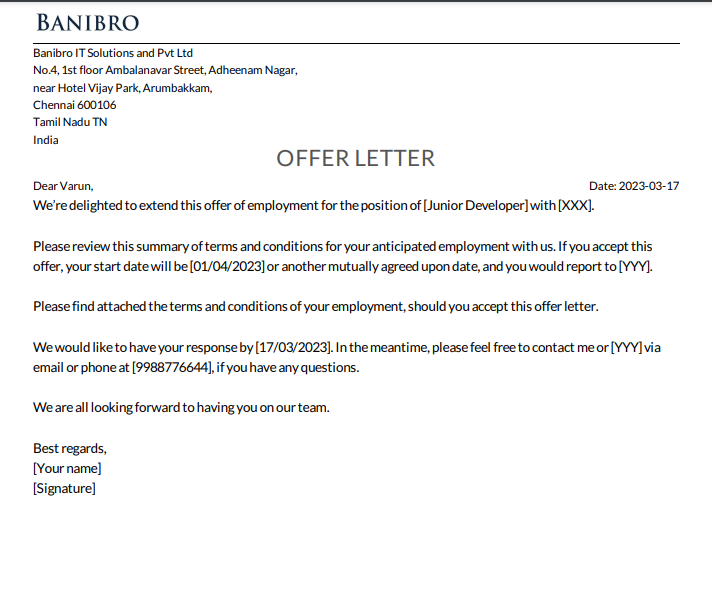 BANIBRO
Banibro IT Solutions and Pvt Ltd
No.4, 1st floor Ambalanavar Street, Adheenam Nagar,
near Hotel Vijay Park, Arumbakkam,
Chennai 600106
Tamil Nadu TN
India
OFFER LETTER
Dear Varun, Date: 2023-03-17
We're delighted to extend this offer of employment for the position of [Junior Developer] with [XXX].
Please review this summary of terms and conditions for your anticipated employment with us. If you accept this
offer, your start date will be [01/04/2023] or another mutually agreed upon date, and you would report to [YYY].
Please find attached the terms and conditions of your employment, should you accept this offer letter.
We would like to have your response by [17/03/2023]. In the meantime, please feel free to contact me or [YYY] via
email or phone at [9988776644], if you have any questions.
We are all looking forward to having you on our team.
Best regards,
[Your name]
[Signature]